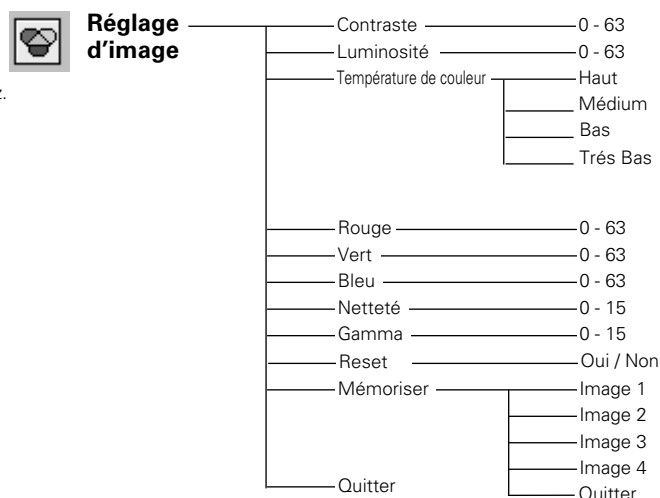 Réglage d'image
Contraste 0 - 63
Luminosité 0 - 63
Température de couleur Haut
Médium
Bas
Trés Bas
z.
Rouge 0 - 63
Vert 0 - 63
Bleu 0 - 63
Netteté 0 - 15
Gamma 0 - 15
Reset Oui / Non
Mémoriser Image 1
Image 2
Image 3
Image 4
Quitter
Quitter